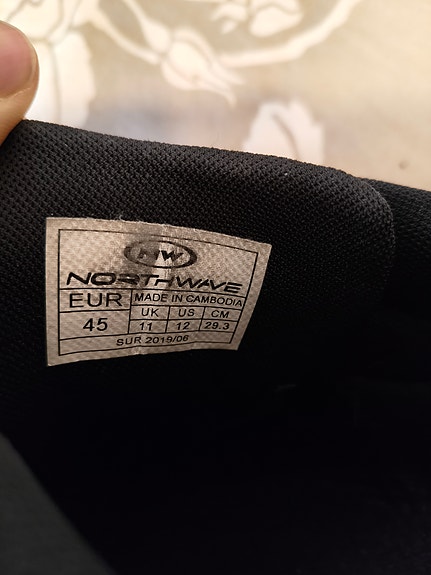 NW
NORTHWAVE
EUR MADE IN CAMBODIA
UK US CM
45 11 12 29.3
SUR 2019/06